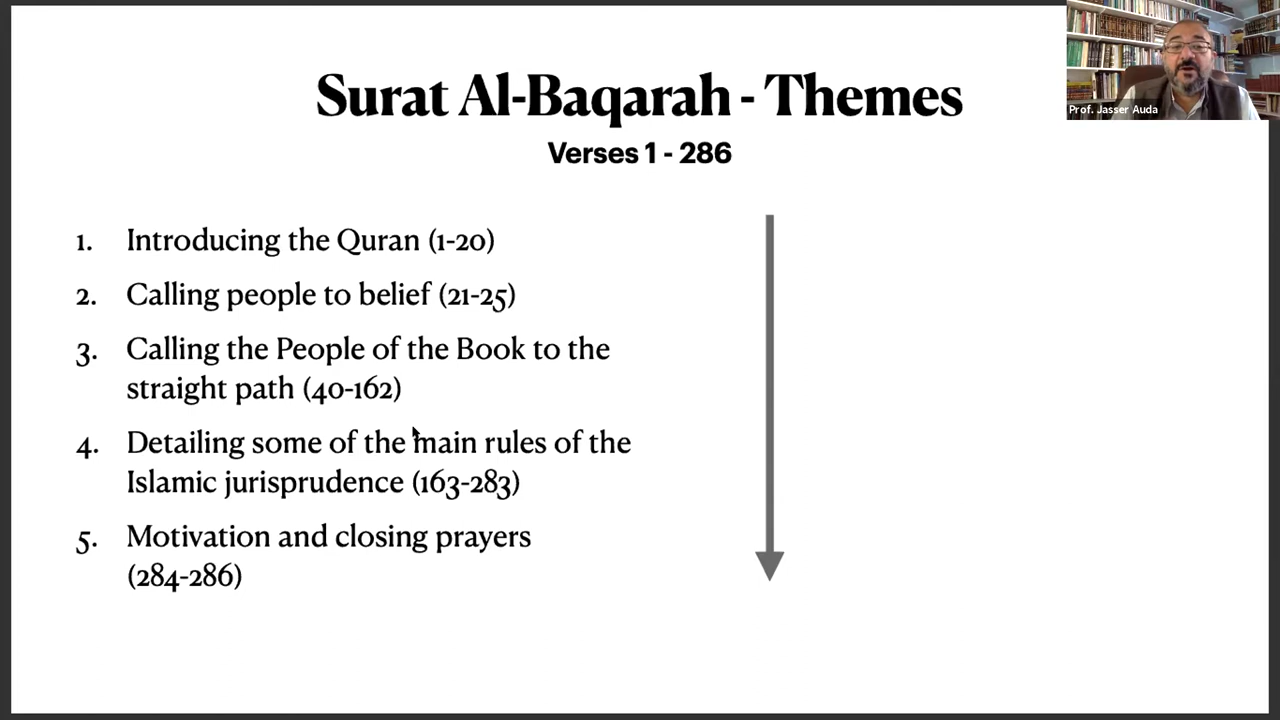 Surat Al-Baqarah - Themes
Verses 1 - 286
1. Introducing the Quran (1-20)
2. Calling people to belief (21-25)
3. Calling the People of the Book to the
straight path (40-162)
4. Detailing some of the main rules of the
Islamic jurisprudence (163-283)
5. Motivation and closing prayers
(284-286)
Prof. Jasser Auda